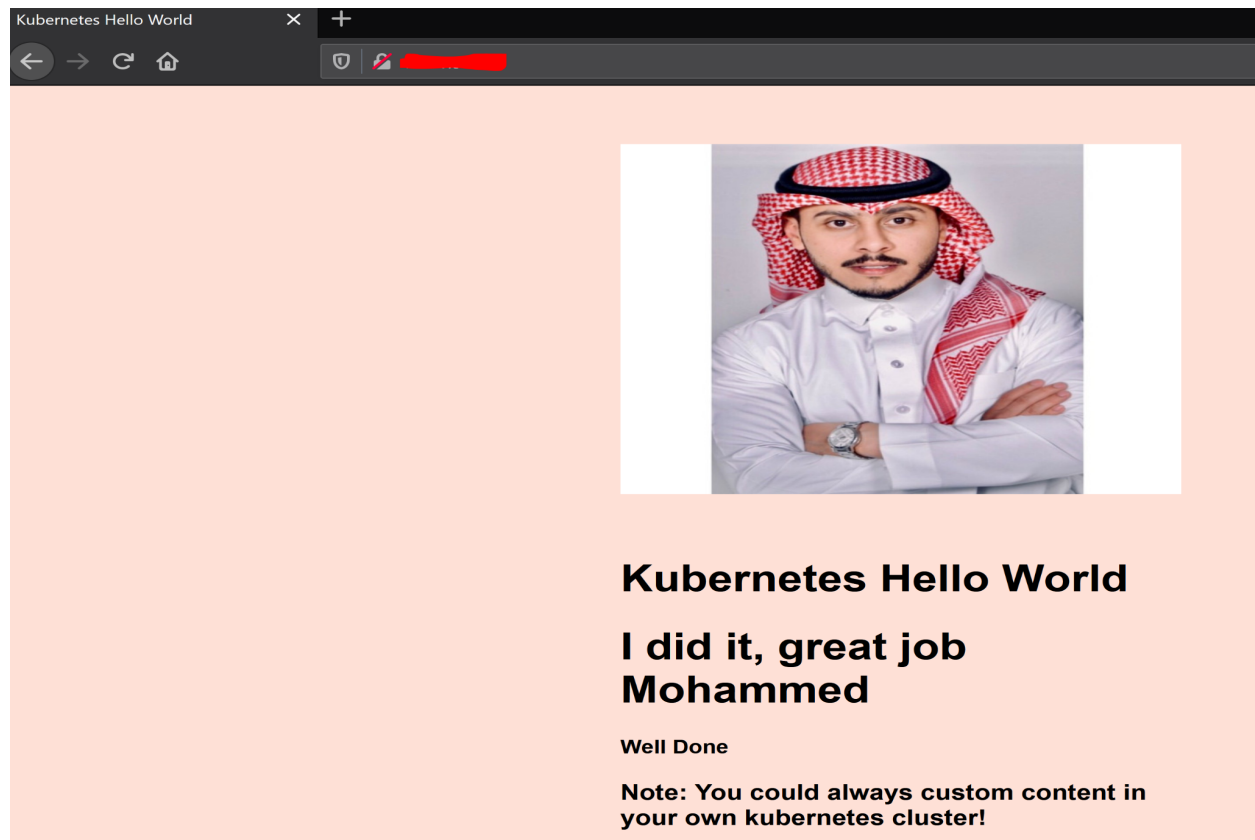 Kubernetes Hello World
Kubernetes Hello World
I did it, great job
Mohammed
Well Done
Note: You could always custom content in
your own kubernetes cluster!